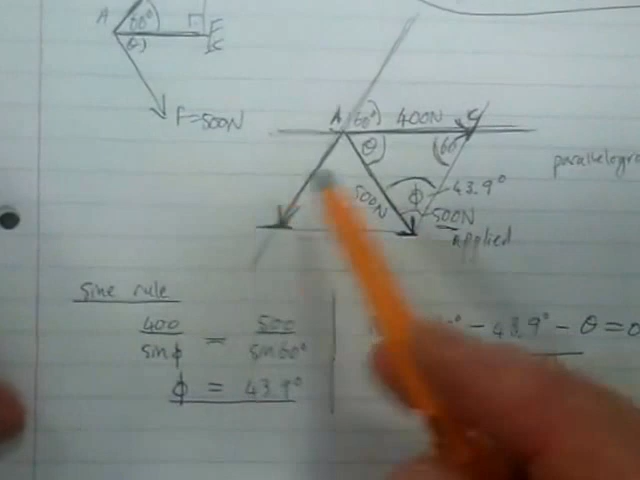 A 60°
θ
F=500N
A 60° 400N C
θ 60°
φ 43.9°
500N 500N
applied
sine rule
400 / sinφ = 500 / sin60°
φ = 43.9°
- 43.9° - θ = 0